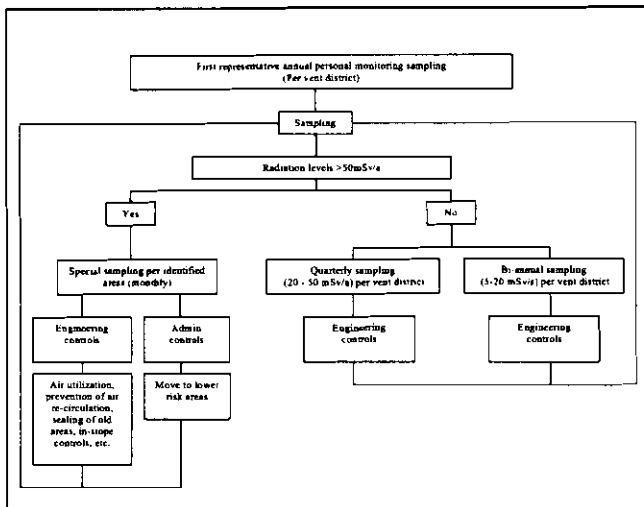 First representative annual personal monitoring sampling
(Per vent district)
Sampling
Radiation levels >50mSv/a
Yes
No
Special sampling per identified
areas (monthly)
Quarterly sampling
(20 - 50 mSv/a) per vent district
Bi-annual sampling
(5-20 mSv/a) per vent district
Engineering
controls
Admin
controls
Engineering
controls
Engineering
controls
Air utilization,
prevention of air
re-circulation,
sealing of old
areas, in-stope
controls, etc.
Move to lower
risk areas